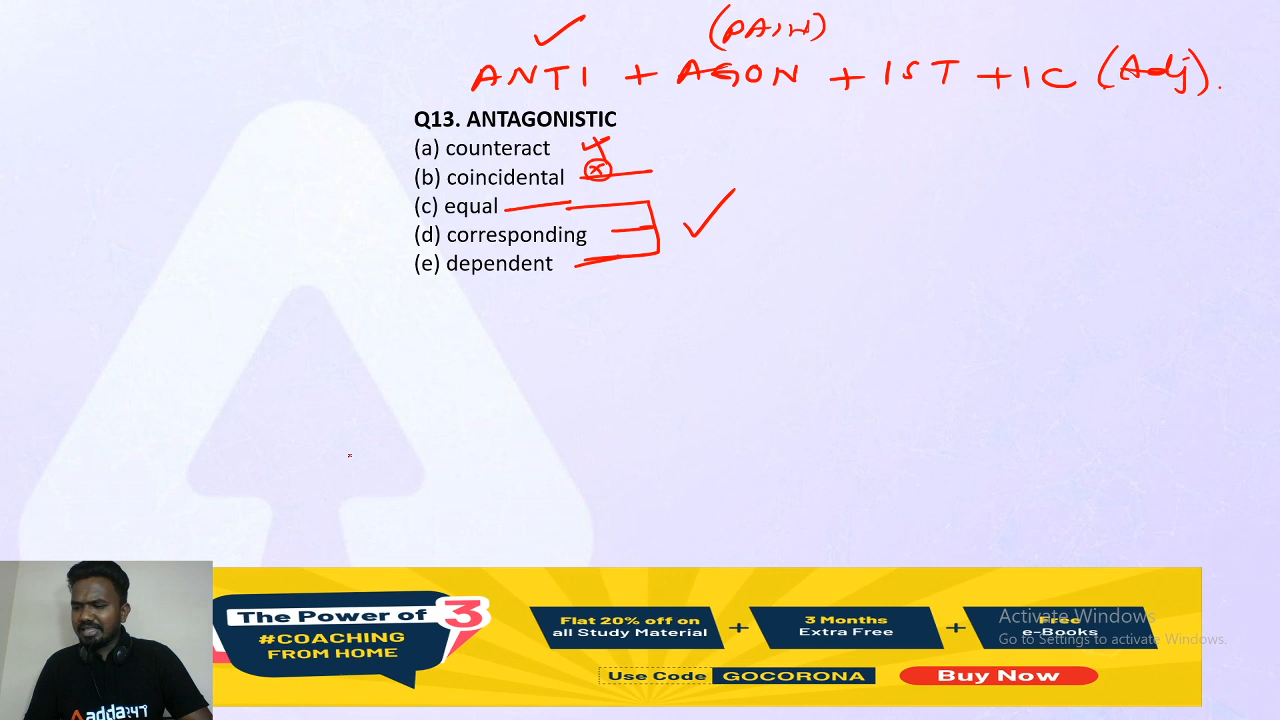 (PAIN)
ANTI + AGON + IST + IC (Adj).
Q13. ANTAGONISTIC
(a) counteract
(b) coincidental
(c) equal
(d) corresponding
(e) dependent
The Power of 3
#COACHING
FROM HOME
Flat 20% off on
all Study Material
+
3 Months
Extra Free
+
Free
e-Books
Activate Windows
Go to Settings to activate Windows.
Use Code GOCORONA
Buy Now
adda247